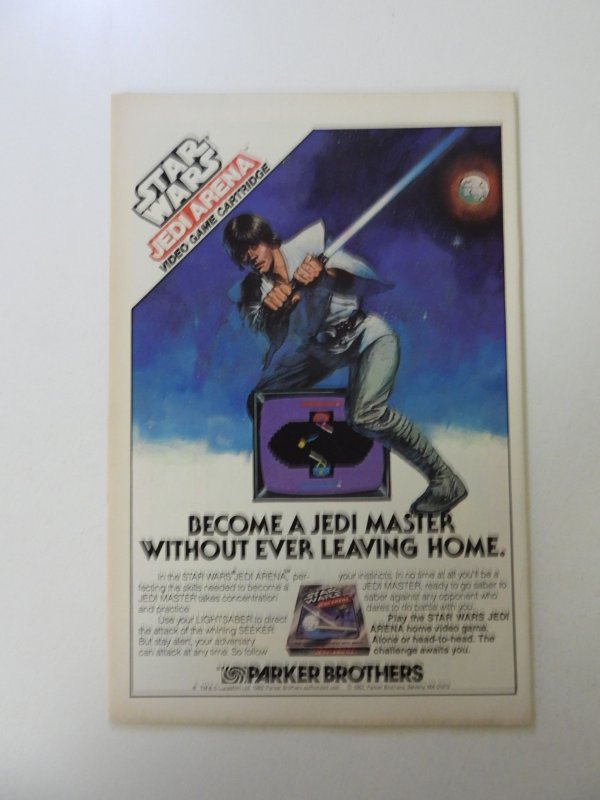 STAR
WARS
JEDI ARENA
VIDEO GAME CARTRIDGE
BECOME A JEDI MASTER
WITHOUT EVER LEAVING HOME.
In the STAR WARS® JEDI ARENA,™ per-
fecting the skills needed to become a
JEDI MASTER takes concentration
and practice.
Use your LIGHTSABER to direct
the attack of the whirling SEEKER.
But stay alert, your adversary
can attack at any time. So follow
your instincts. In no time at all you'll be a
JEDI MASTER, ready to go saber to
saber against any opponent who
dares to do battle with you.
Play the STAR WARS JEDI
ARENA home video game.
Alone or head-to-head. The
challenge awaits you.
STAR
WARS
JEDI ARENA
PARKER BROTHERS